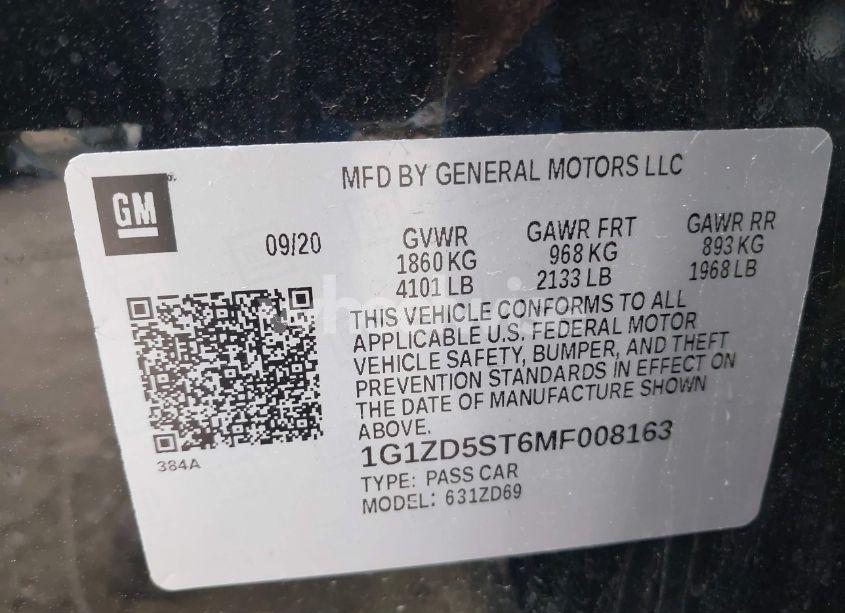 GM
MFD BY GENERAL MOTORS LLC
09/20
GVWR
1860 KG
4101 LB
GAWR FRT
968 KG
2133 LB
GAWR RR
893 KG
1968 LB
THIS VEHICLE CONFORMS TO ALL
APPLICABLE U.S. FEDERAL MOTOR
VEHICLE SAFETY, BUMPER, AND THEFT
PREVENTION STANDARDS IN EFFECT ON
THE DATE OF MANUFACTURE SHOWN
ABOVE.
384A
1G1ZD5ST6MF008163
TYPE: PASS CAR
MODEL: 631ZD69